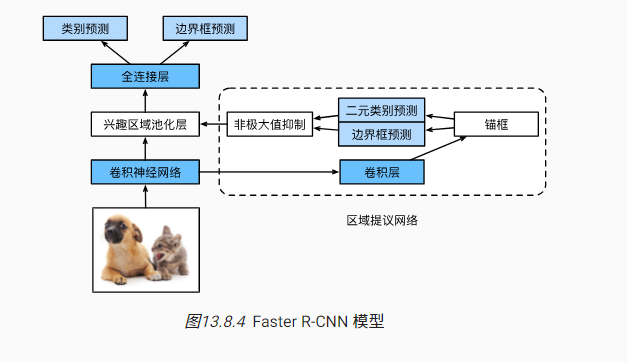 类别预测
边界框预测
全连接层
兴趣区域池化层
非极大值抑制
二元类别预测
边界框预测
锚框
卷积神经网络
卷积层
区域提议网络
图13.8.4 Faster R-CNN 模型